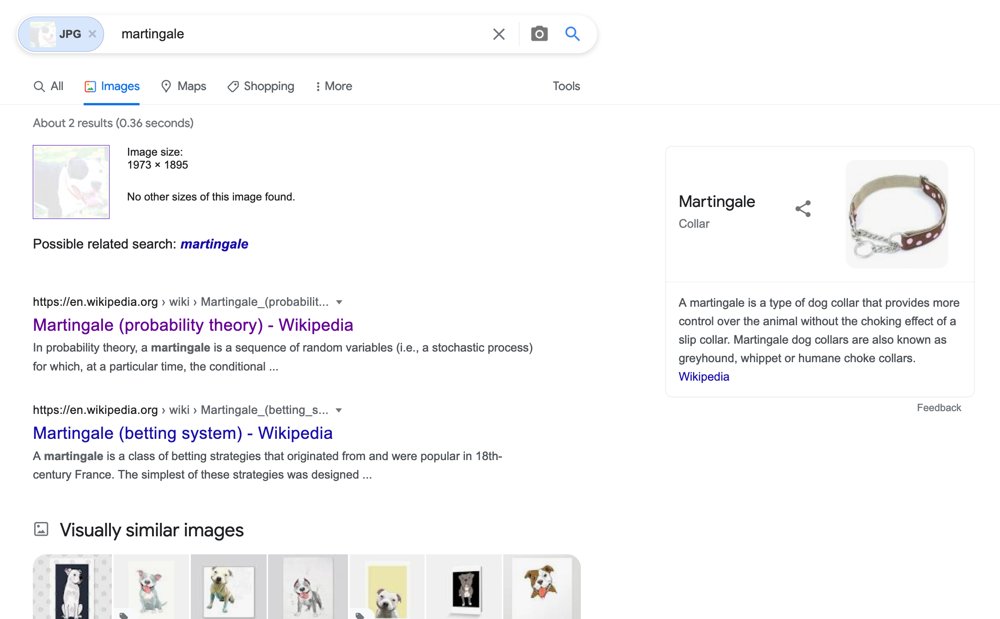 JPG × martingale
All Images Maps Shopping More Tools
About 2 results (0.36 seconds)
Image size:
1973 × 1895
No other sizes of this image found.
Possible related search: martingale
https://en.wikipedia.org › wiki › Martingale_(probabilit...
Martingale (probability theory) - Wikipedia
In probability theory, a martingale is a sequence of random variables (i.e., a stochastic process)
for which, at a particular time, the conditional ...
https://en.wikipedia.org › wiki › Martingale_(betting_s...
Martingale (betting system) - Wikipedia
A martingale is a class of betting strategies that originated from and were popular in 18th-
century France. The simplest of these strategies was designed ...
Visually similar images
Martingale
Collar
A martingale is a type of dog collar that provides more
control over the animal without the choking effect of a
slip collar. Martingale dog collars are also known as
greyhound, whippet or humane choke collars.
Wikipedia
Feedback